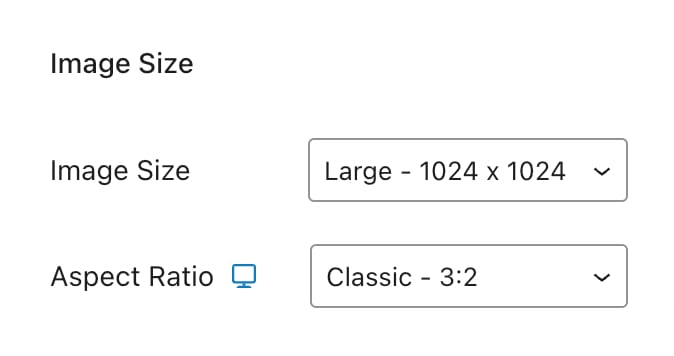 Image Size
Image Size Large - 1024 x 1024
Aspect Ratio Classic - 3:2